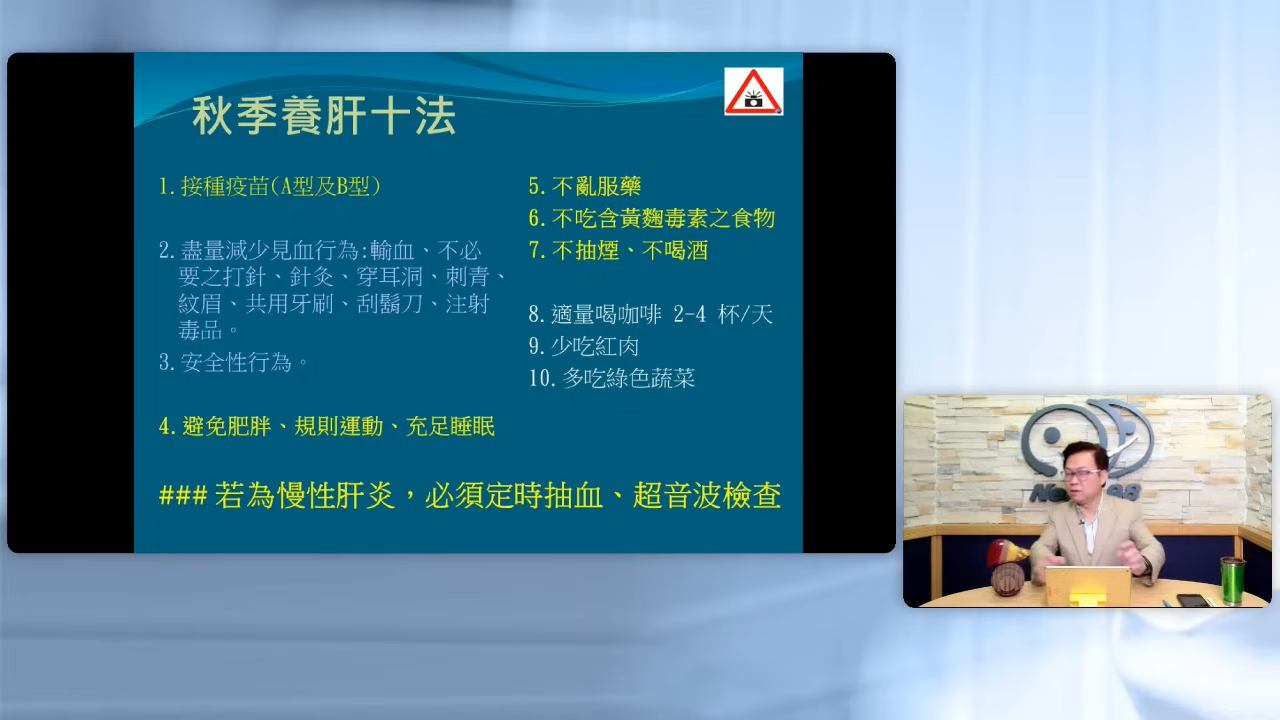 秋季養肝十法
1.接種疫苗(A型及B型)
2.盡量減少見血行為:輸血、不必
要之打針、針灸、穿耳洞、刺青、
紋眉、共用牙刷、刮鬍刀、注射
毒品。
3.安全性行為。
4.避免肥胖、規則運動、充足睡眠
5.不亂服藥
6.不吃含黃麴毒素之食物
7.不抽煙、不喝酒
8.適量喝咖啡 2-4 杯/天
9.少吃紅肉
10.多吃綠色蔬菜
### 若為慢性肝炎，必須定時抽血、超音波檢查